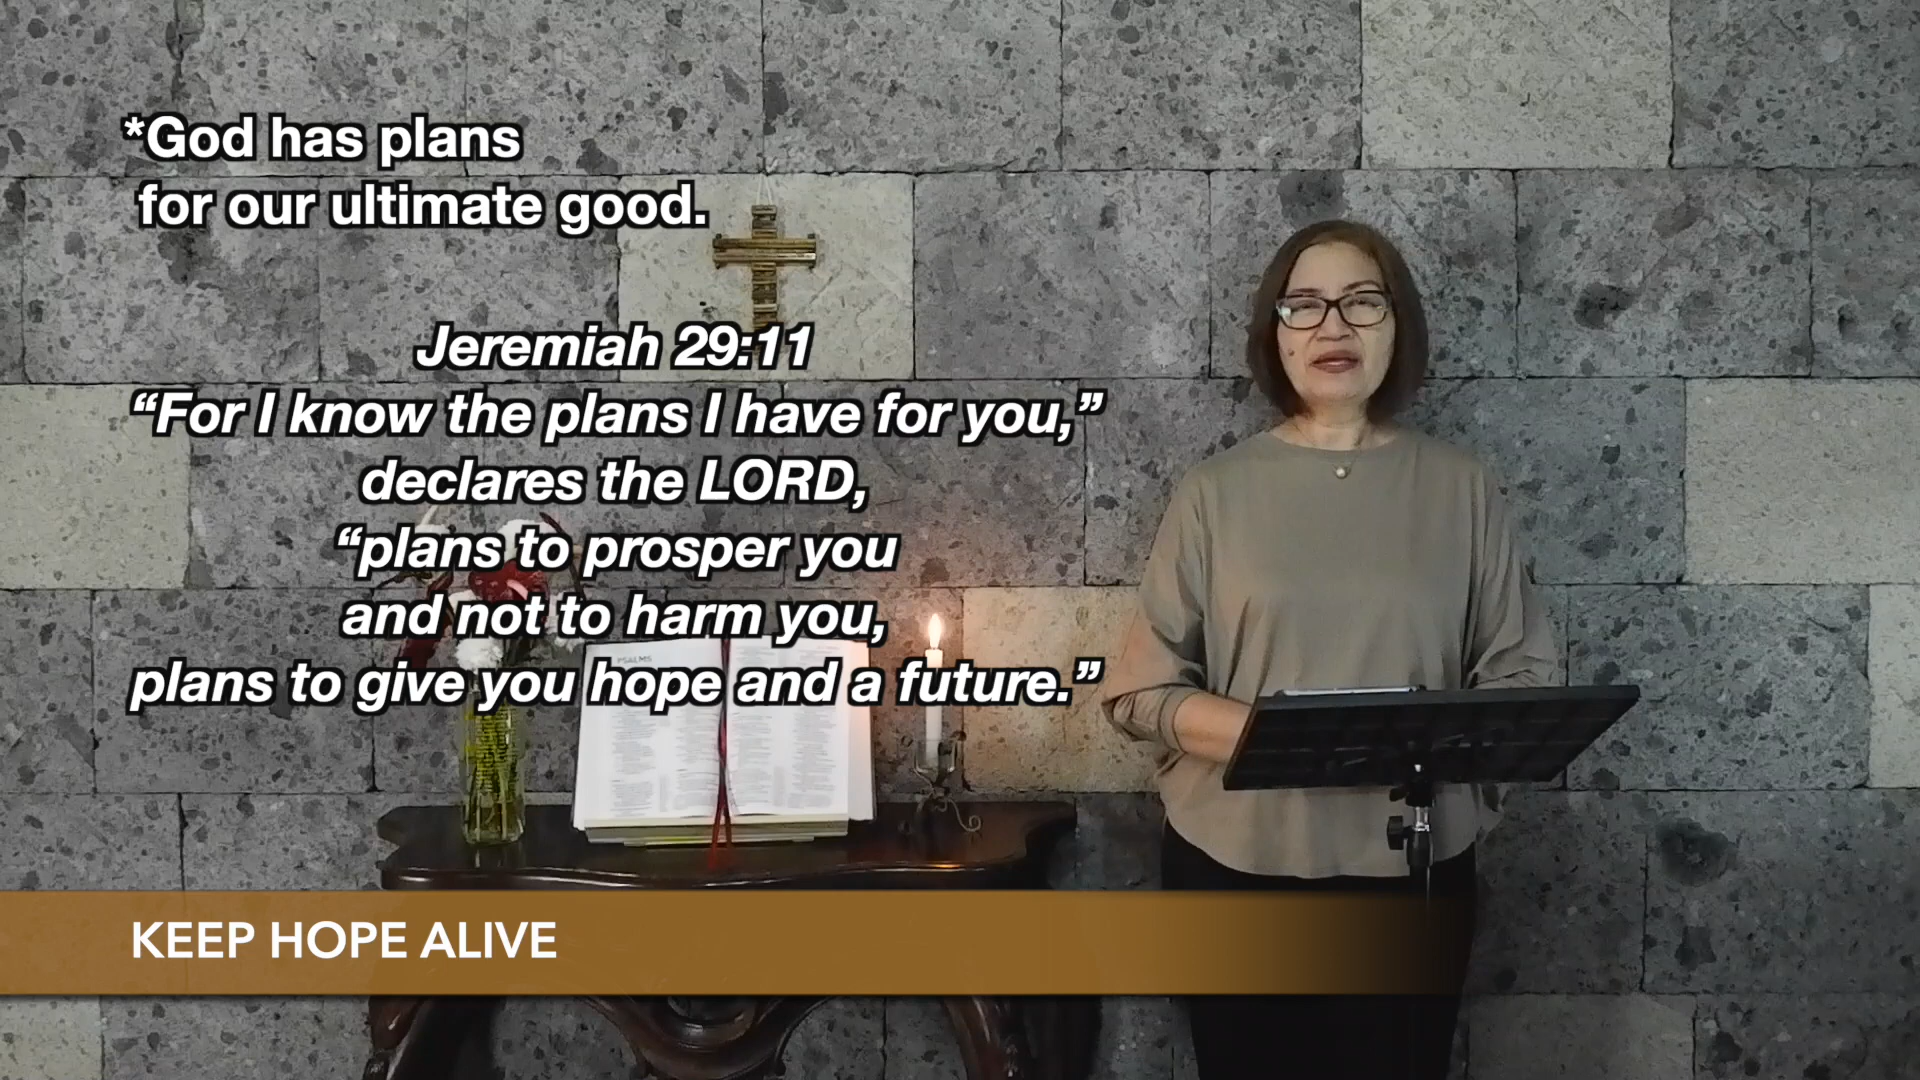 *God has plans
for our ultimate good.
Jeremiah 29:11
“For I know the plans I have for you,”
declares the LORD,
“plans to prosper you
and not to harm you,
plans to give you hope and a future.”
PSALMS
KEEP HOPE ALIVE